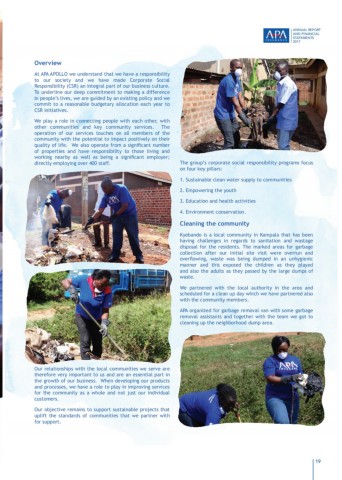 APA
INSURANCE
ANNUAL REPORT
AND FINANCIAL
STATEMENTS
2017
Overview
At APA APOLLO we understand that we have a responsibility
to our society and we have made Corporate Social
Responsibility (CSR) an integral part of our business culture.
To underline our deep commitment to making a difference
in people's lives, we are guided by an existing policy and we
commit to a reasonable budgetary allocation each year to
CSR initiatives.
We play a role in connecting people with each other, with
other communities and key community services. The
operation of our services touches on all members of the
community with the potential to impact positively on their
quality of life. We also operate from a significant number
of properties and have responsibility to those living and
working nearby as well as being a significant employer;
directly employing over 400 staff.
Our relationships with the local communities we serve are
therefore very important to us and are an essential part in
the growth of our business. When developing our products
and processes, we have a role to play in improving services
for the community as a whole and not just our individual
customers.
Our objective remains to support sustainable projects that
uplift the standards of communities that we partner with
for support.
The group's corporate social responsibility programs focus
on four key pillars;
1. Sustainable clean water supply to communities
2. Empowering the youth
3. Education and health activities
4. Environment conservation.
Cleaning the community
Kyebando is a local community in Kampala that has been
having challenges in regards to sanitation and wastage
disposal for the residents. The marked areas for garbage
collection after our initial site visit were overrun and
overflowing, waste was being dumped in an unhygienic
manner and this exposed the children as they played
and also the adults as they passed by the large dumps of
waste.
We partnered with the local authority in the area and
scheduled for a clean up day which we have partnered also
with the community members.
APA organized for garbage removal van with some garbage
removal assistants and together with the team we got to
cleaning up the neighborhood dump area.
APA
19